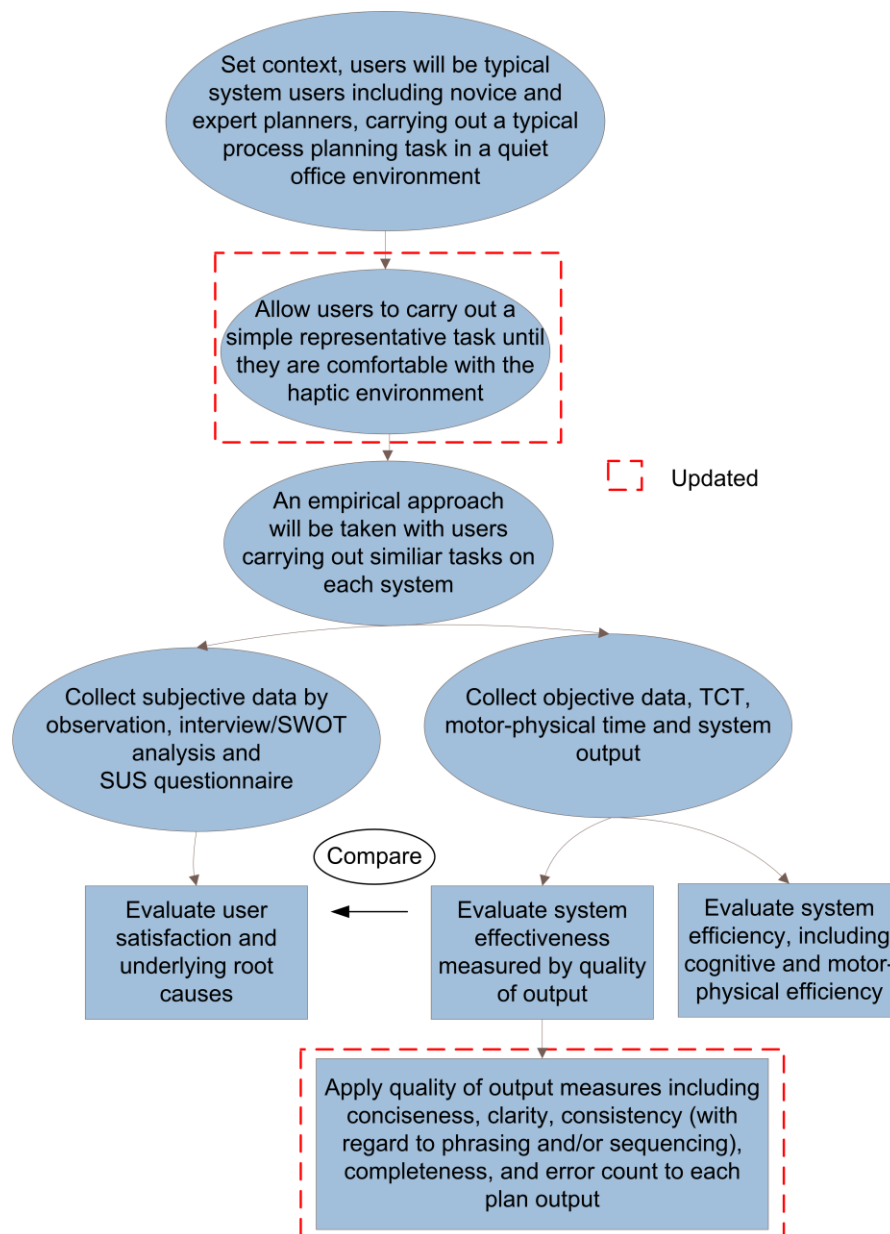 Set context, users will be typical
system users including novice and
expert planners, carrying out a typical
process planning task in a quiet
office environment
Allow users to carry out a
simple representative task until
they are comfortable with the
haptic environment
Updated
An empirical approach
will be taken with users
carrying out similiar tasks on
each system
Collect subjective data by
observation, interview/SWOT
analysis and
SUS questionnaire
Collect objective data, TCT,
motor-physical time and system
output
Compare
Evaluate user
satisfaction and
underlying root
causes
Evaluate system
effectiveness
measured by quality
of output
Evaluate system
efficiency, including
cognitive and motor-
physical efficiency
Apply quality of output measures including
conciseness, clarity, consistency (with
regard to phrasing and/or sequencing),
completeness, and error count to each
plan output